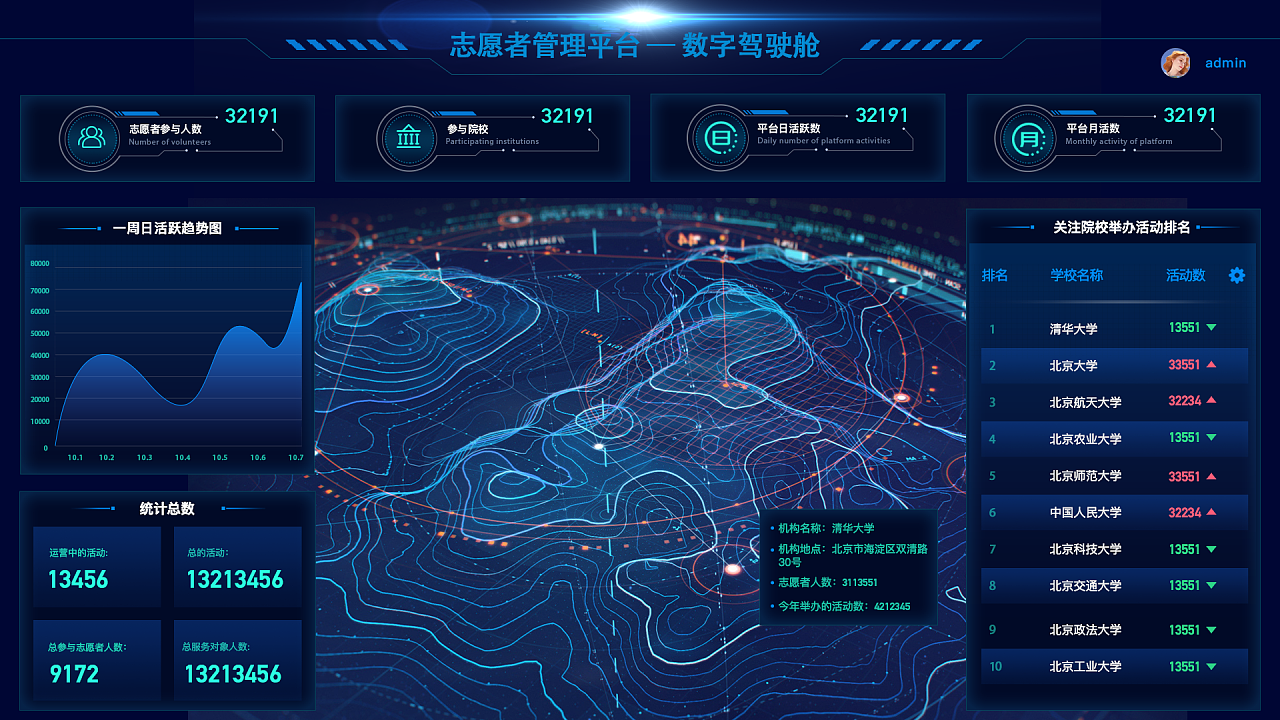 志愿者管理平台 — 数字驾驶舱
admin
32191
志愿者参与人数
Number of volunteers
32191
参与院校
Participating institutions
32191
日
平台日活跃数
Daily number of platform activities
32191
月
平台月活数
Monthly activity of platform
一周日活跃趋势图
80000
70000
60000
50000
40000
30000
20000
10000
0
10.1 10.2 10.3 10.4 10.5 10.6 10.7
统计总数
运营中的活动:
13456
总的活动:
13213456
总参与志愿者人数:
9172
总服务对象人数:
13213456
机构名称：清华大学
机构地点：北京市海淀区双清路
30号
志愿者人数：3113551
今年举办的活动数：4212345
关注院校举办活动排名
排名 学校名称 活动数
1 清华大学 13551
2 北京大学 33551
3 北京航天大学 32234
4 北京农业大学 13551
5 北京师范大学 33551
6 中国人民大学 32234
7 北京科技大学 13551
8 北京交通大学 13551
9 北京政法大学 13551
10 北京工业大学 13551